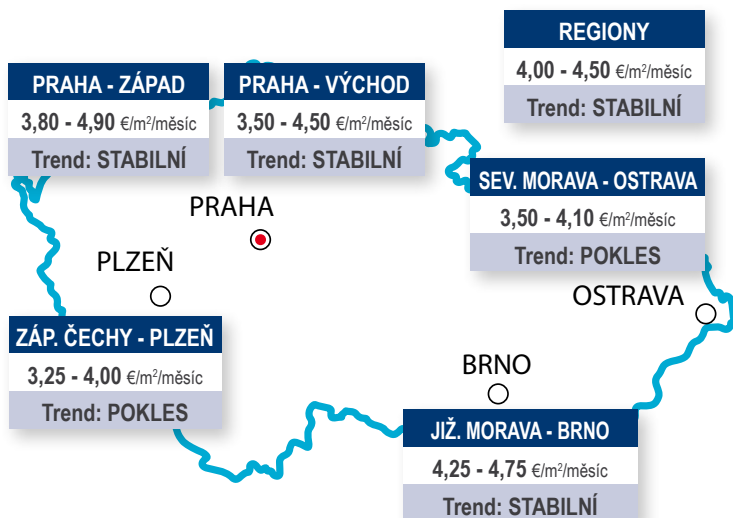 REGIONY
4,00 - 4,50 €/m²/měsíc
Trend: STABILNÍ
PRAHA - ZÁPAD
3,80 - 4,90 €/m²/měsíc
Trend: STABILNÍ
PRAHA - VÝCHOD
3,50 - 4,50 €/m²/měsíc
Trend: STABILNÍ
SEV. MORAVA - OSTRAVA
3,50 - 4,10 €/m²/měsíc
Trend: POKLES
PRAHA
PLZEŇ
OSTRAVA
ZÁP. ČECHY - PLZEŇ
3,25 - 4,00 €/m²/měsíc
Trend: POKLES
BRNO
JIŽ. MORAVA - BRNO
4,25 - 4,75 €/m²/měsíc
Trend: STABILNÍ